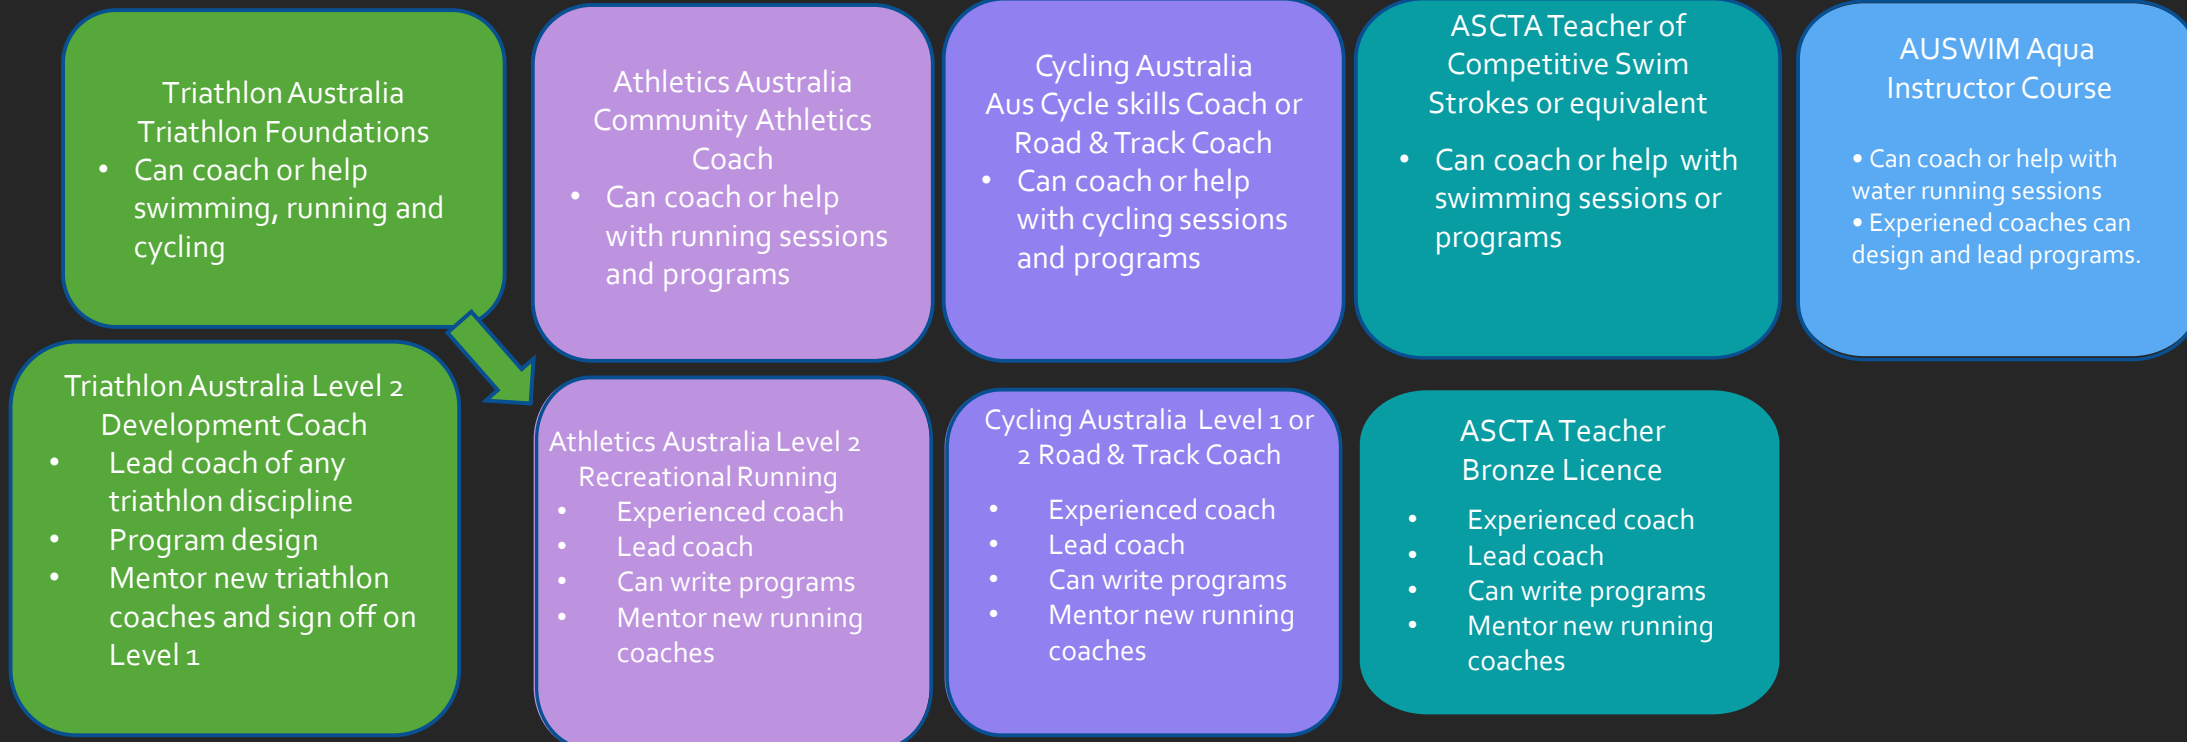 Triathlon Australia
Triathlon Foundations
• Can coach or help
swimming, running and
cycling
Athletics Australia
Community Athletics
Coach
• Can coach or help
with running sessions
and programs
Cycling Australia
Aus Cycle skills Coach or
Road & Track Coach
• Can coach or help
with cycling sessions
and programs
ASCTA Teacher of
Competitive Swim
Strokes or equivalent
• Can coach or help with
swimming sessions or
programs
AUSWIM Aqua
Instructor Course
• Can coach or help with
water running sessions
• Experiened coaches can
design and lead programs.
Triathlon Australia Level 2
Development Coach
• Lead coach of any
triathlon discipline
• Program design
• Mentor new triathlon
coaches and sign off on
Level 1
Athletics Australia Level 2
Recreational Running
• Experienced coach
• Lead coach
• Can write programs
• Mentor new running
coaches
Cycling Australia Level 1 or
2 Road & Track Coach
• Experienced coach
• Lead coach
• Can write programs
• Mentor new running
coaches
ASCTA Teacher
Bronze Licence
• Experienced coach
• Lead coach
• Can write programs
• Mentor new running
coaches